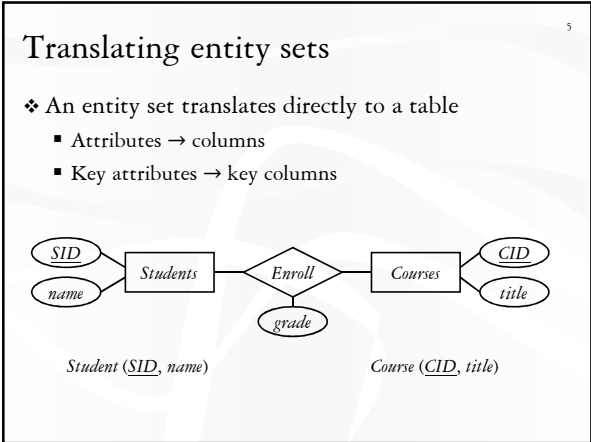 5
Translating entity sets
❖ An entity set translates directly to a table
▪ Attributes → columns
▪ Key attributes → key columns
SID
name
Students
Enroll
grade
Courses
CID
title
Student (SID, name)
Course (CID, title)